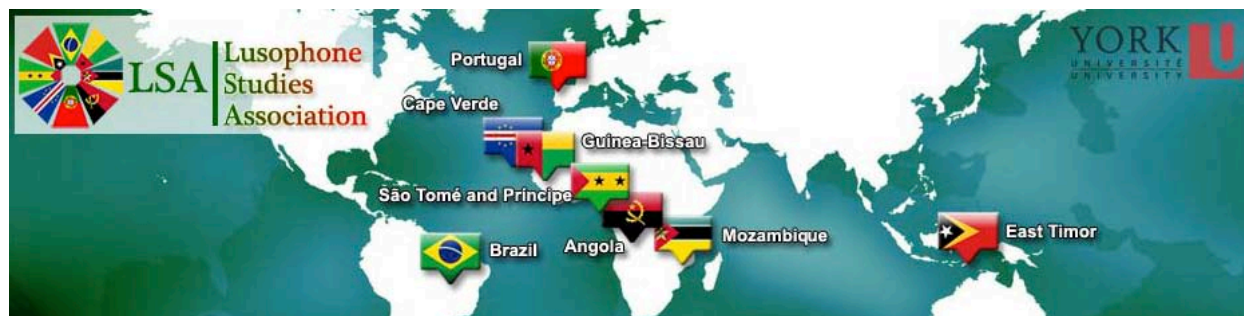 LSA
Lusophone
Studies
Association
YORK
UNIVERSITÉ
UNIVERSITY
U
Portugal
Cape Verde
Guinea-Bissau
São Tomé and Príncipe
Angola
Mozambique
Brazil
East Timor